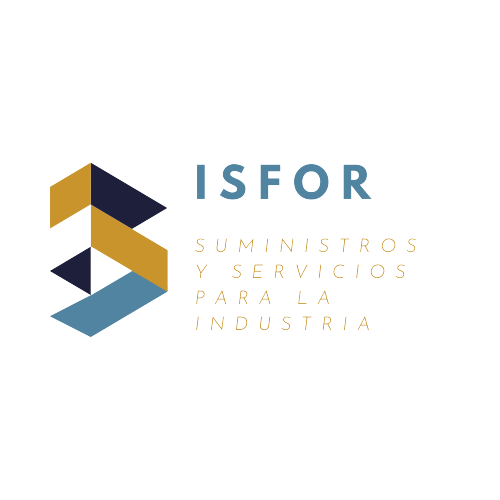 ISFOR
SUMINISTROS
Y SERVICIOS
PARA LA
INDUSTRIA